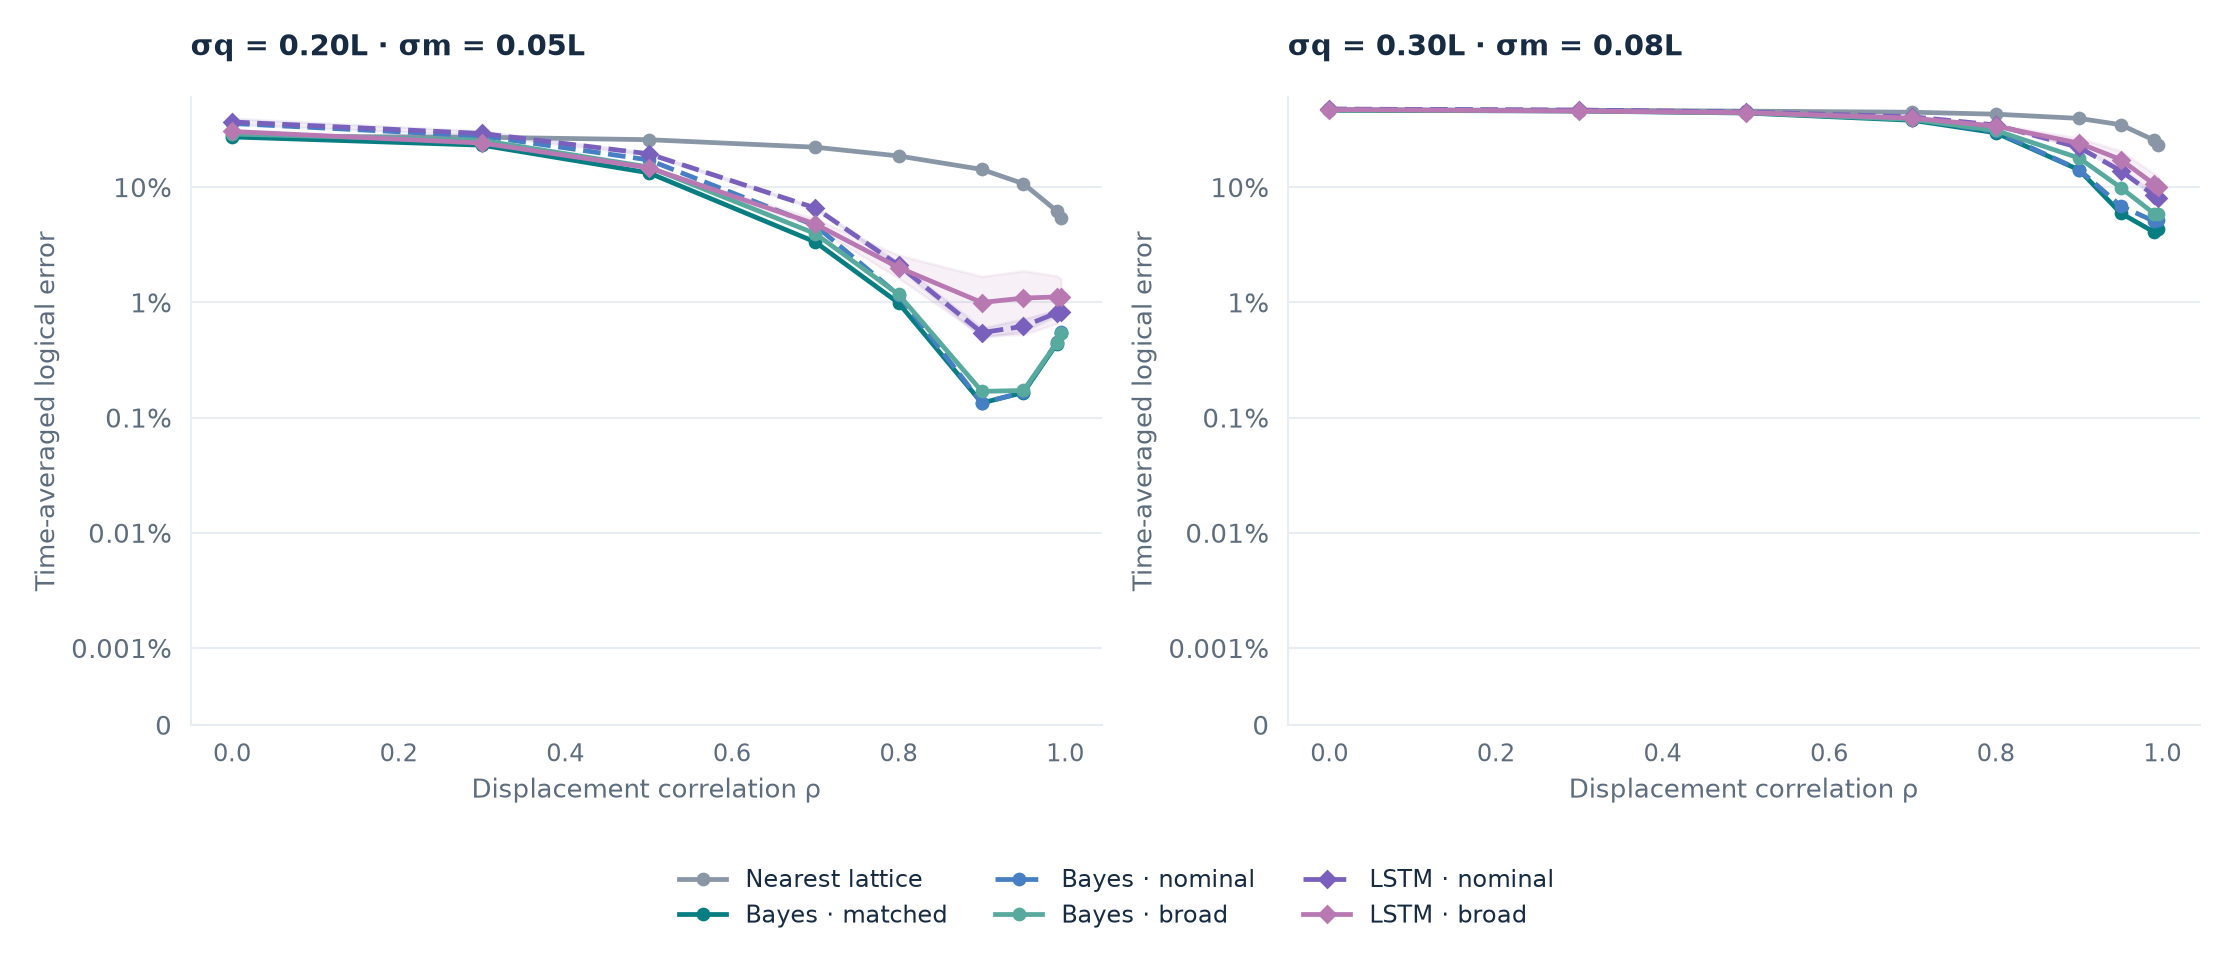 σq = 0.20L · σm = 0.05L
Time-averaged logical error
10%
1%
0.1%
0.01%
0.001%
0
0.0 0.2 0.4 0.6 0.8 1.0
Displacement correlation ρ
σq = 0.30L · σm = 0.08L
Time-averaged logical error
10%
1%
0.1%
0.01%
0.001%
0
0.0 0.2 0.4 0.6 0.8 1.0
Displacement correlation ρ
Nearest lattice Bayes · nominal LSTM · nominal
Bayes · matched Bayes · broad LSTM · broad